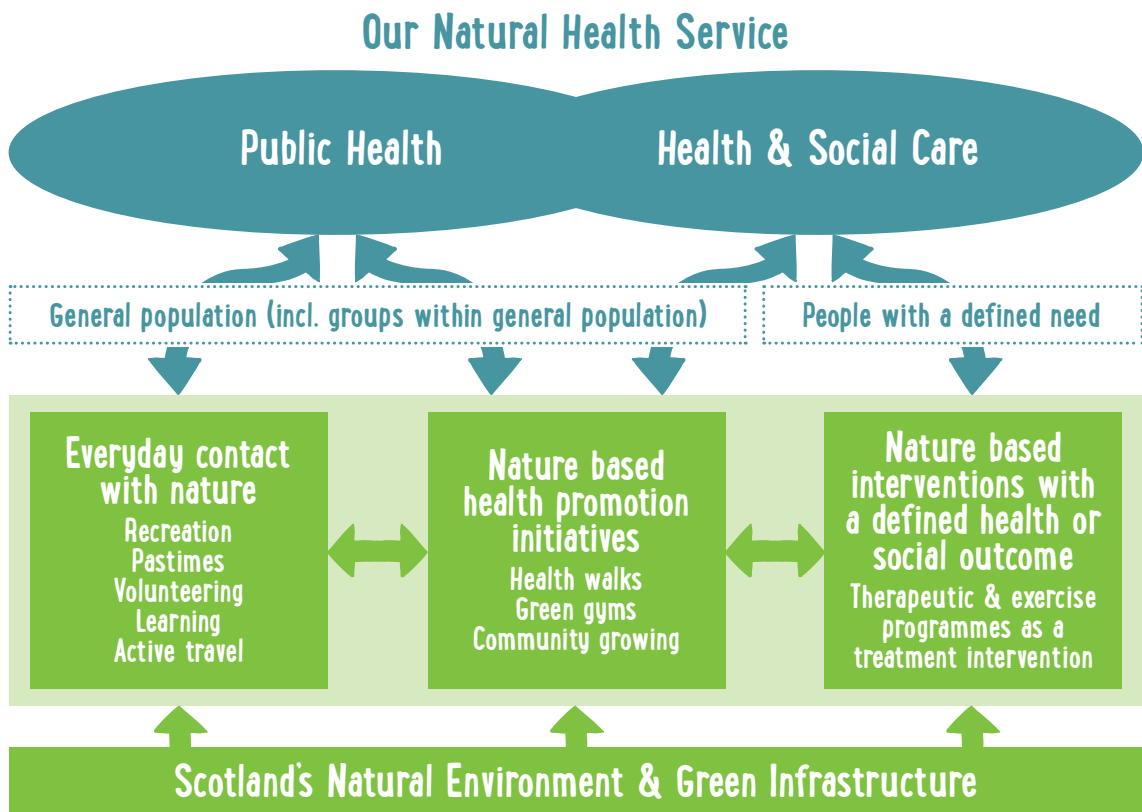 Our Natural Health Service
Public Health
Health & Social Care
General population (incl. groups within general population)
People with a defined need
Everyday contact
with nature
Recreation
Pastimes
Volunteering
Learning
Active travel
Nature based
health promotion
initiatives
Health walks
Green gyms
Community growing
Nature based
interventions with
a defined health or
social outcome
Therapeutic & exercise
programmes as a
treatment intervention
Scotland's Natural Environment & Green Infrastructure